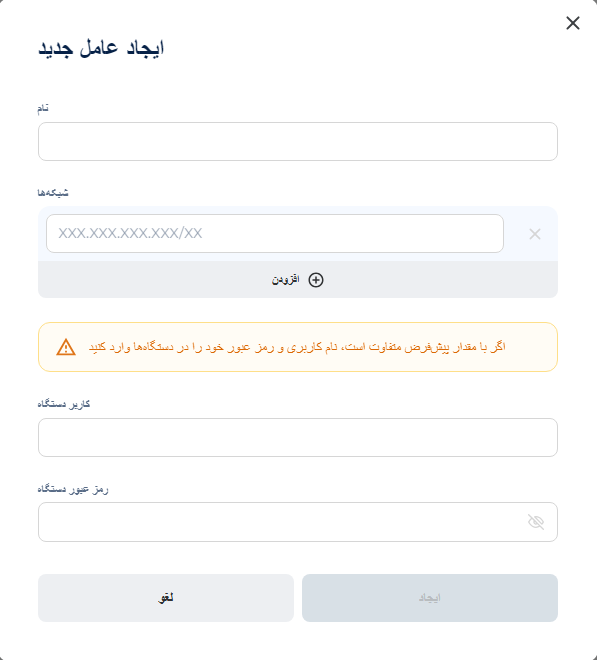 ایجاد عامل جدید
نام
شبکه‌ها
XXX.XXX.XXX.XXX/XX
افزودن
اگر با مقدار پیش‌فرض متفاوت است، نام کاربری و رمز عبور خود را در دستگاه‌ها وارد کنید
کاربر دستگاه
رمز عبور دستگاه
لغو
ایجاد